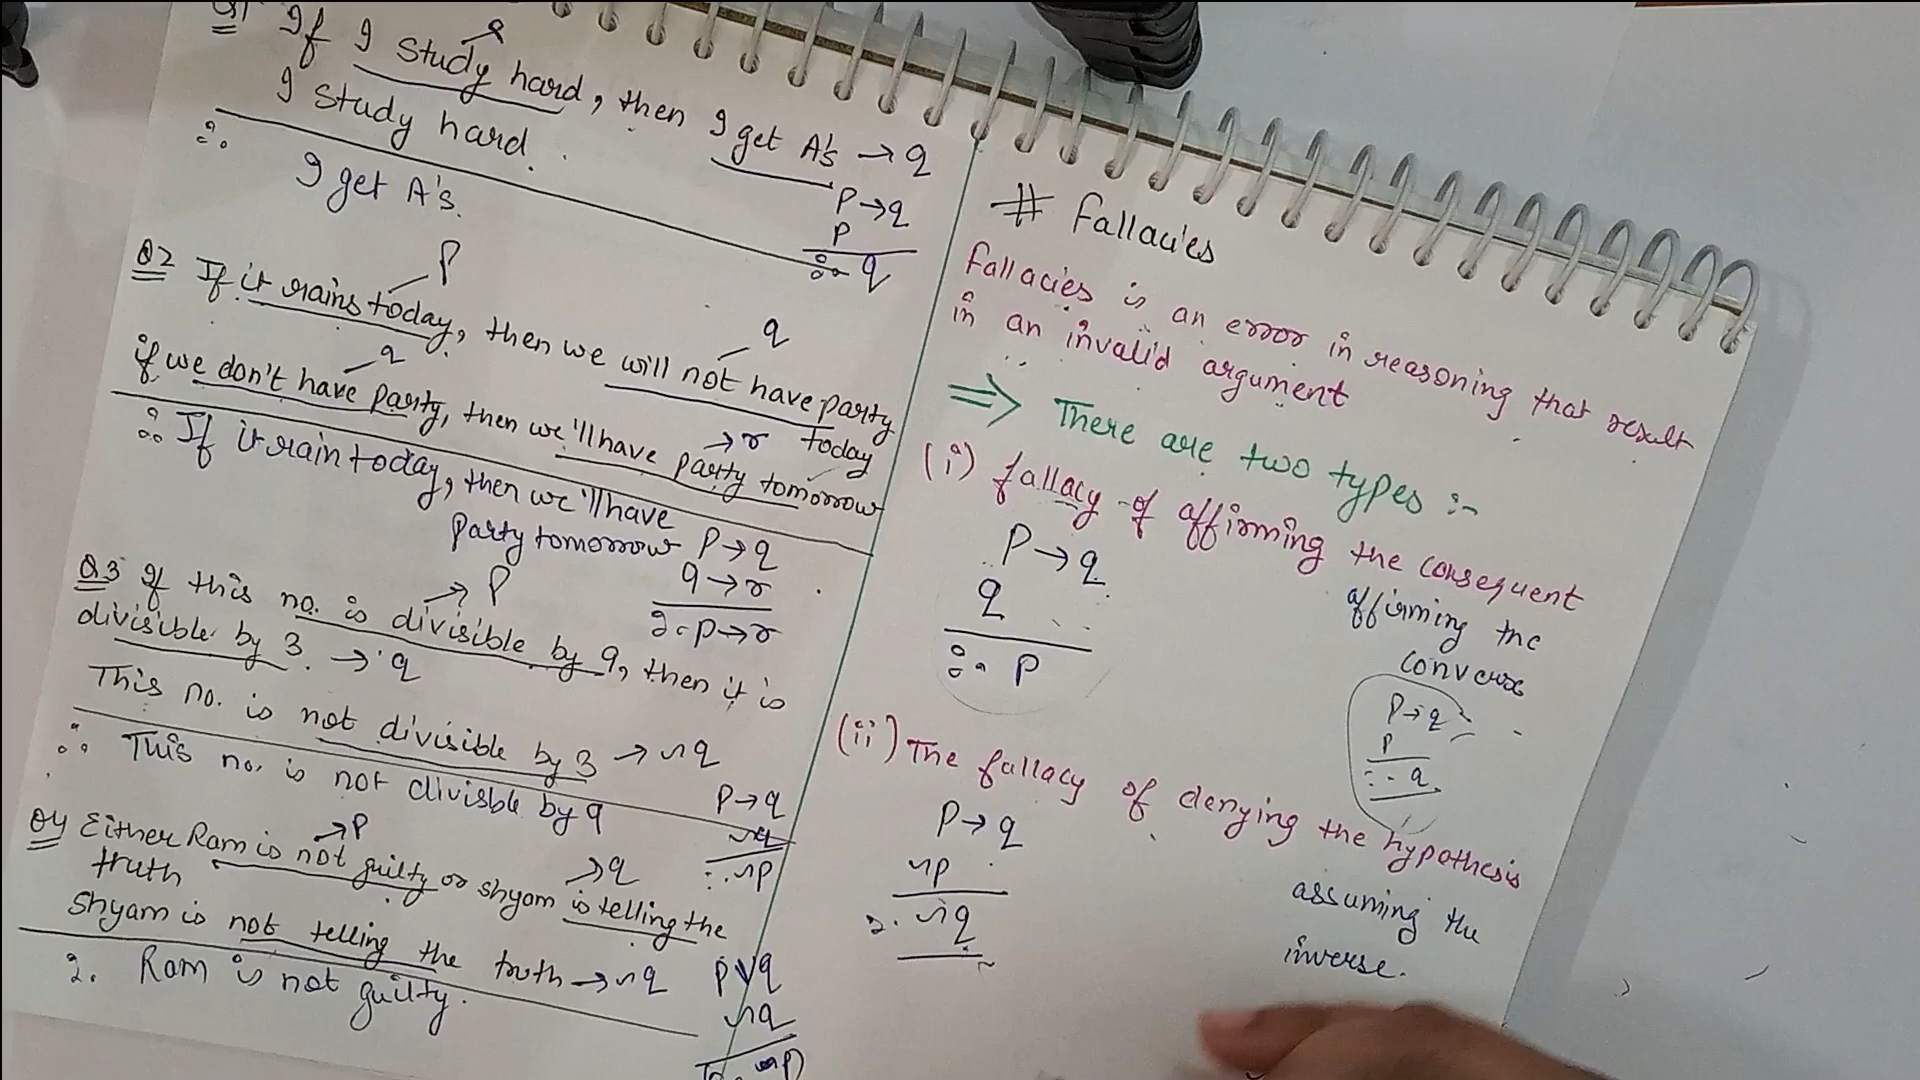 Q1 If I study hard, then I get A's → q
I study hard.
∴ I get A's.
P → q
P
∴ q
Q2 If it rains today, then we will not have party today
P
q
if we don't have party, then we'll have party tomorrow
q
→ r
∴ If it rain today, then we'll have party tomorrow
P → q
q → r
∴ P → r
Q3 If this no. is divisible by 9, then it is
→ P
divisible by 3. → q
This no. is not divisible by 3 → ~q
∴ This no. is not divisble by 9
P → q
~q
∴ ~P
Q4 Either Ram is not guilty or shyam is telling the
→ P
→ q
truth
Shyam is not telling the truth → ~q
∴ Ram is not guilty.
P ∨ q
~q
# Fallacies
Fallacies is an error in reasoning that result
in an invalid argument
⇒ There are two types :-
(i) fallacy of affirming the consequent
P → q
q
∴ P
affirming the
converse
P → q
P
∴ q
(ii) The fallacy of denying the hypothesis
P → q
~P
∴ ~q
assuming the
inverse.